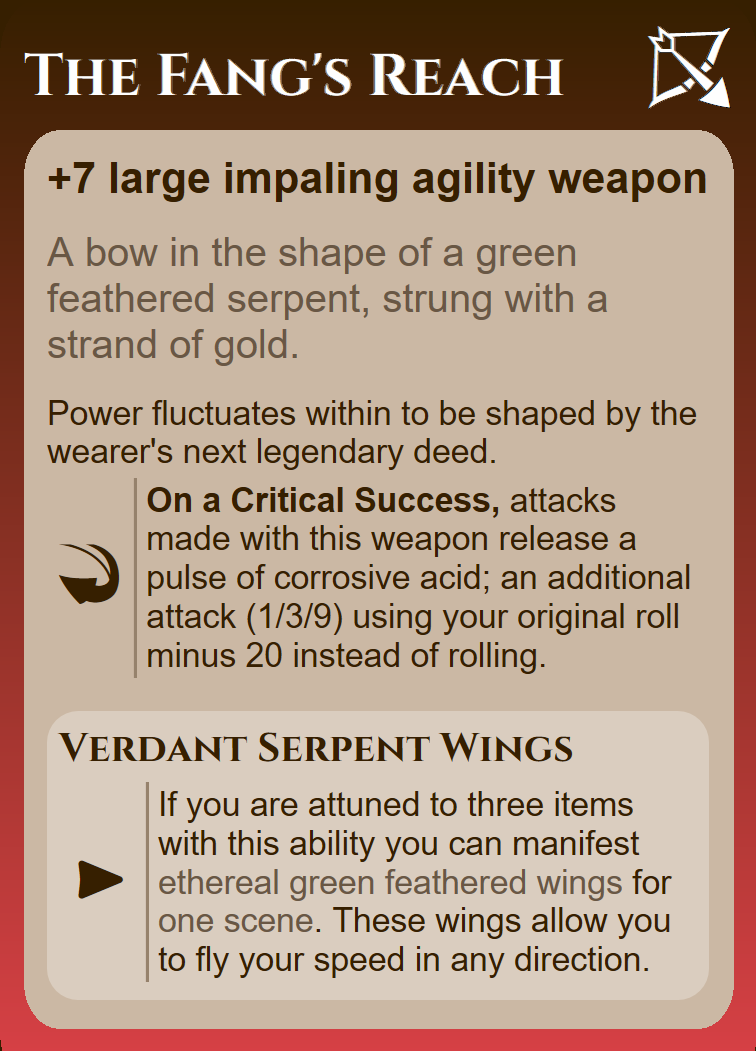 The Fang's Reach
+7 large impaling agility weapon
A bow in the shape of a green
feathered serpent, strung with a
strand of gold.
Power fluctuates within to be shaped by the
wearer's next legendary deed.
On a Critical Success, attacks
made with this weapon release a
pulse of corrosive acid; an additional
attack (1/3/9) using your original roll
minus 20 instead of rolling.
Verdant Serpent Wings
If you are attuned to three items
with this ability you can manifest
ethereal green feathered wings for
one scene. These wings allow you
to fly your speed in any direction.